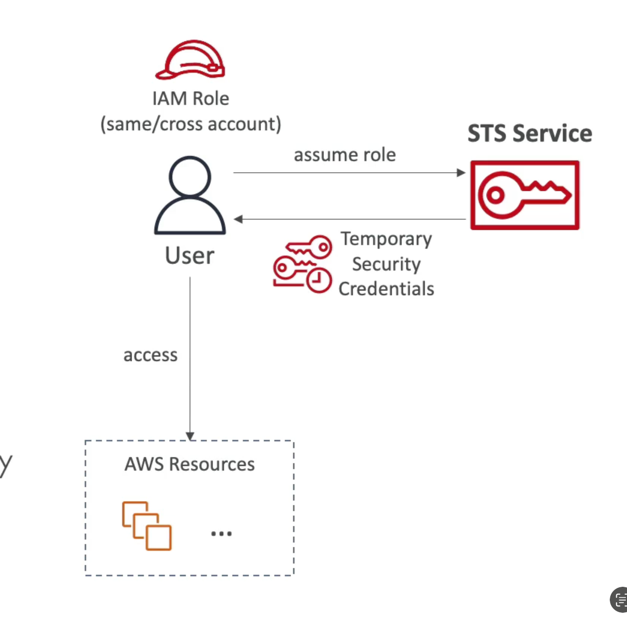 IAM Role
(same/cross account)
STS Service
assume role
User
Temporary
Security
Credentials
access
y
AWS Resources
...